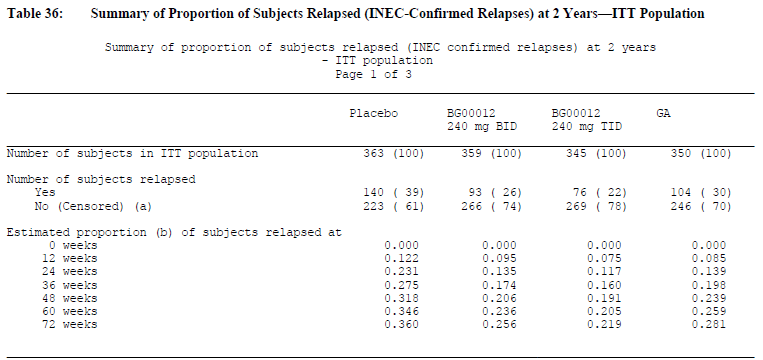 Table 36: Summary of Proportion of Subjects Relapsed (INEC-Confirmed Relapses) at 2 Years—ITT Population
Summary of proportion of subjects relapsed (INEC confirmed relapses) at 2 years
- ITT population
Page 1 of 3
Placebo BG00012 BG00012 GA
240 mg BID 240 mg TID
Number of subjects in ITT population 363 (100) 359 (100) 345 (100) 350 (100)
Number of subjects relapsed
Yes 140 ( 39) 93 ( 26) 76 ( 22) 104 ( 30)
No (Censored) (a) 223 ( 61) 266 ( 74) 269 ( 78) 246 ( 70)
Estimated proportion (b) of subjects relapsed at
0 weeks 0.000 0.000 0.000 0.000
12 weeks 0.122 0.095 0.075 0.085
24 weeks 0.231 0.135 0.117 0.139
36 weeks 0.275 0.174 0.160 0.198
48 weeks 0.318 0.206 0.191 0.239
60 weeks 0.346 0.236 0.205 0.259
72 weeks 0.360 0.256 0.219 0.281